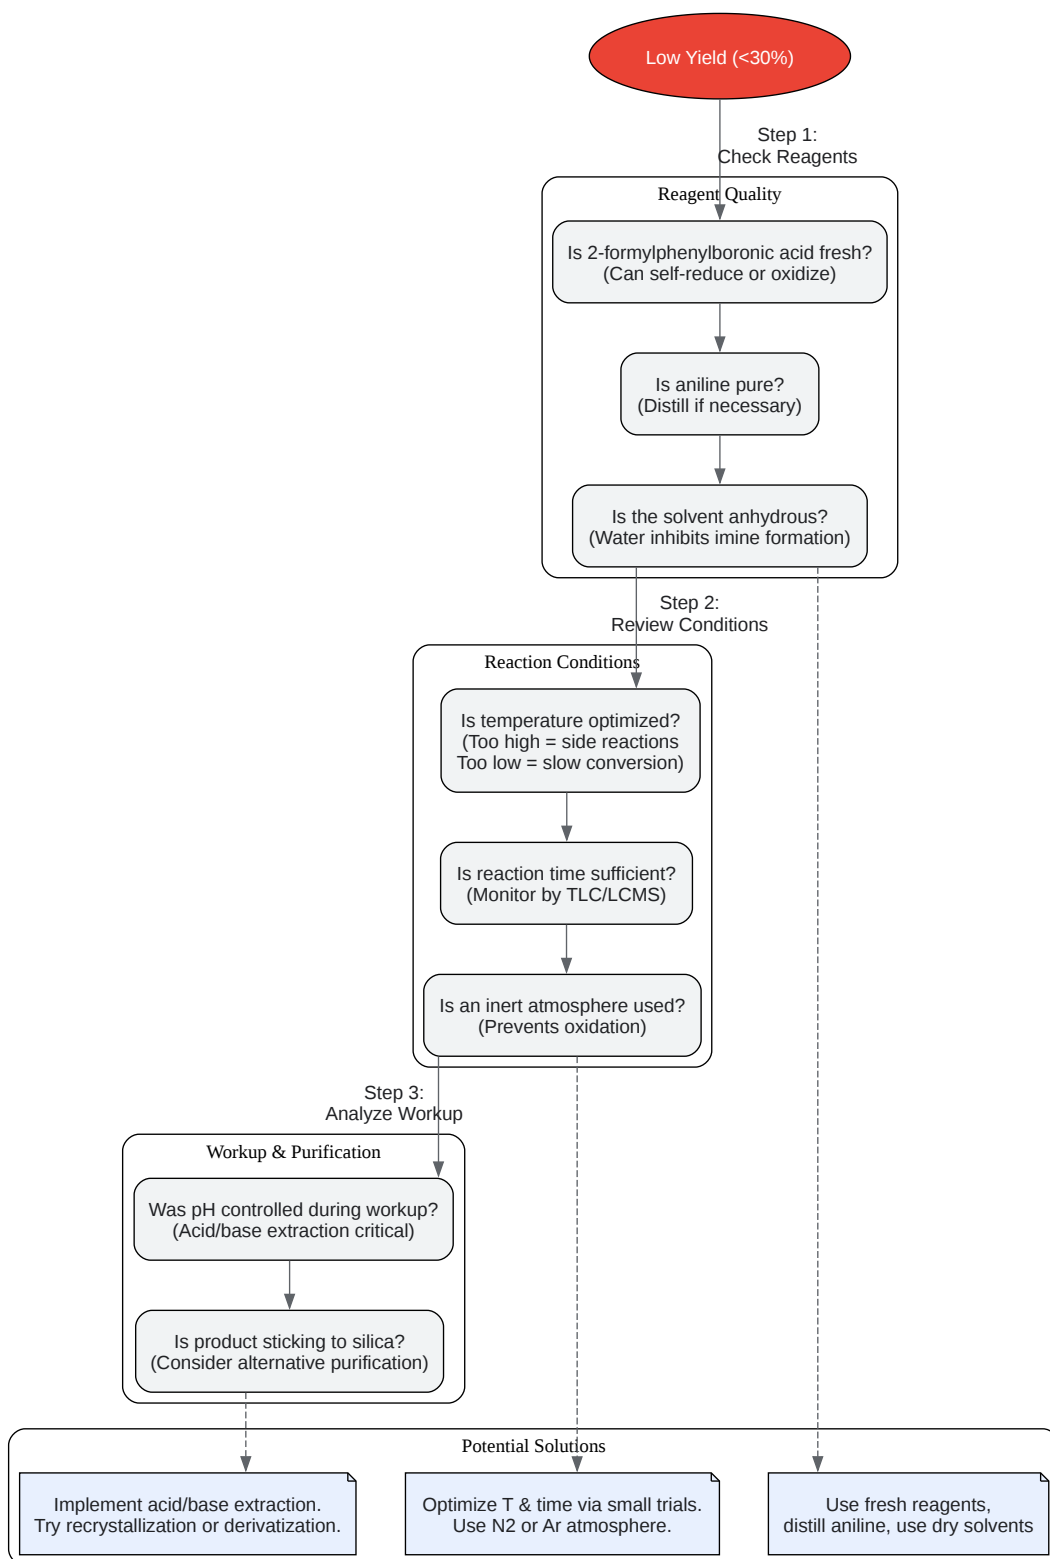 Low Yield (<30%)
Step 1:
Check Reagents
Reagent Quality
Is 2-formylphenylboronic acid fresh?
(Can self-reduce or oxidize)
Is aniline pure?
(Distill if necessary)
Is the solvent anhydrous?
(Water inhibits imine formation)
Step 2:
Review Conditions
Reaction Conditions
Is temperature optimized?
(Too high = side reactions
Too low = slow conversion)
Is reaction time sufficient?
(Monitor by TLC/LCMS)
Is an inert atmosphere used?
(Prevents oxidation)
Step 3:
Analyze Workup
Workup & Purification
Was pH controlled during workup?
(Acid/base extraction critical)
Is product sticking to silica?
(Consider alternative purification)
Potential Solutions
Implement acid/base extraction.
Try recrystallization or derivatization.
Optimize T & time via small trials.
Use N2 or Ar atmosphere.
Use fresh reagents,
distill aniline, use dry solvents